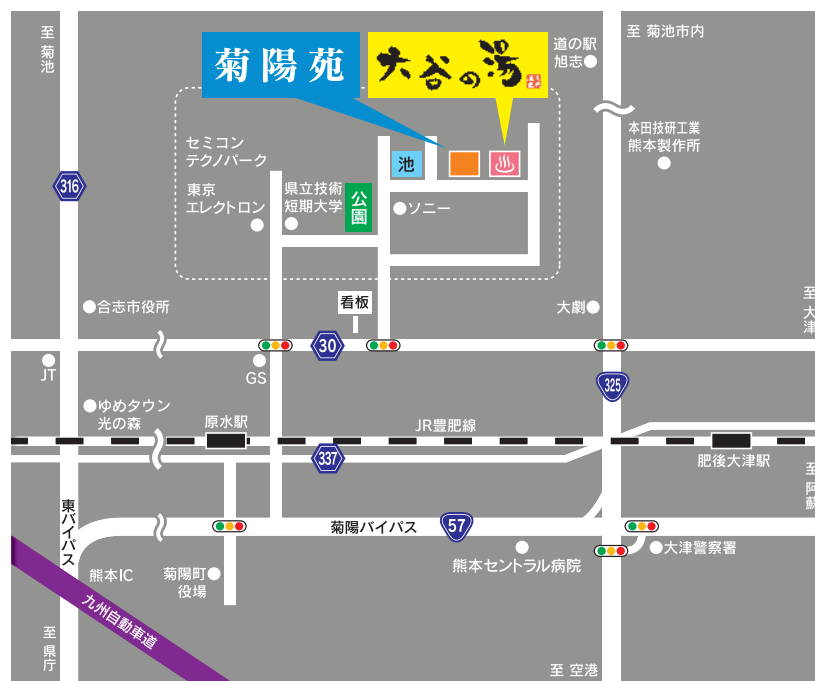 至 菊池
菊陽苑
大谷の湯
道の駅
旭志
至 菊池市内
本田技研工業
熊本製作所
セミコン
テクノパーク
東京
エレクトロン
県立技術
短期大学
公園
池
ソニー
316
合志市役所
看板
大劇
至 大津
30
JT
GS
325
ゆめタウン
光の森
原水駅
JR豊肥線
肥後大津駅
337
至 阿蘇
東バイパス
菊陽バイパス
57
熊本セントラル病院
大津警察署
熊本IC
菊陽町
役場
九州自動車道
至 県庁
至 空港